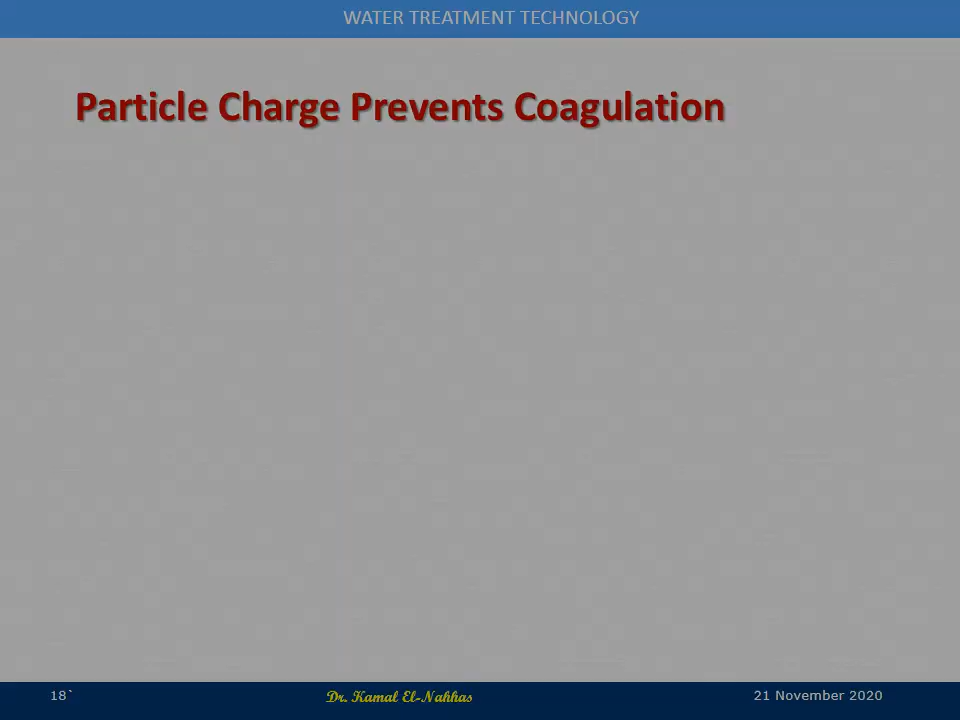 WATER TREATMENT TECHNOLOGY
Particle Charge Prevents Coagulation
18`
Dr. Kamal El-Nahhas
21 November 2020